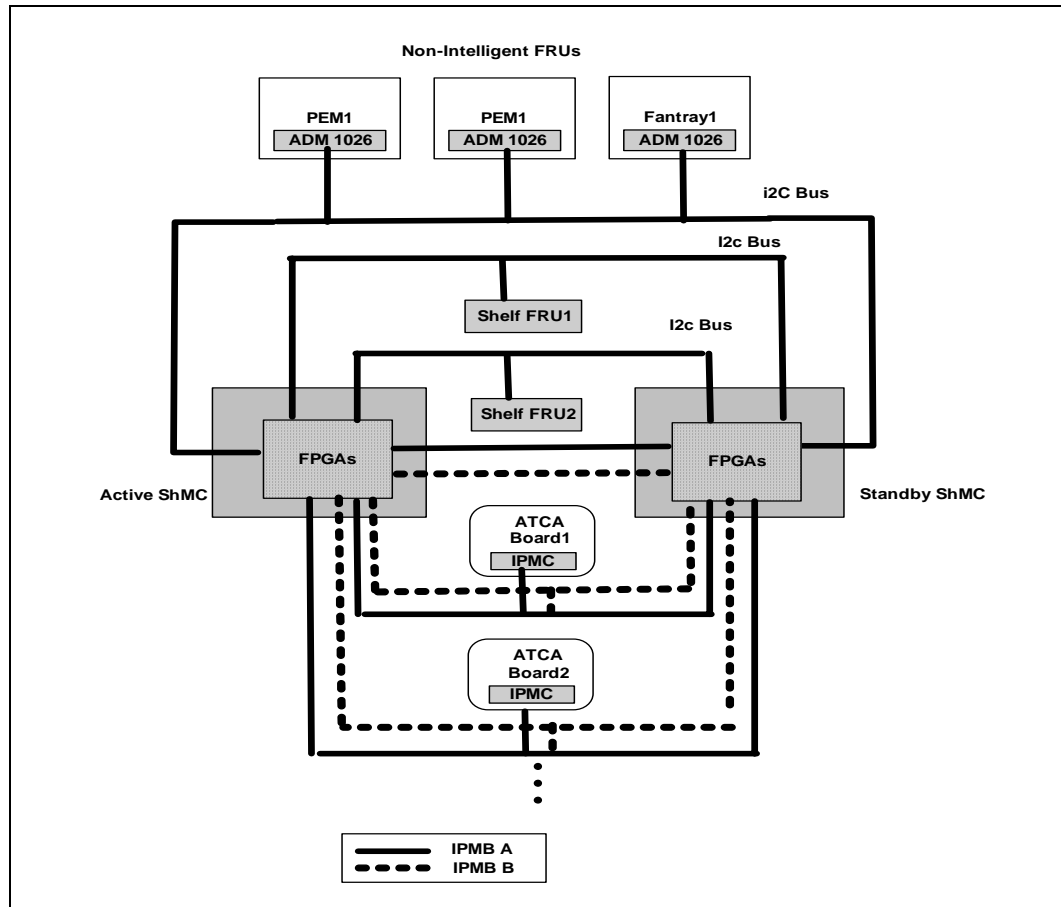 Non-Intelligent FRUs
PEM1
ADM 1026
PEM1
ADM 1026
Fantray1
ADM 1026
i2C Bus
I2c Bus
Shelf FRU1
I2c Bus
Shelf FRU2
FPGAs
FPGAs
Active ShMC
Standby ShMC
ATCA
Board1
IPMC
ATCA
Board2
IPMC
IPMB A
IPMB B